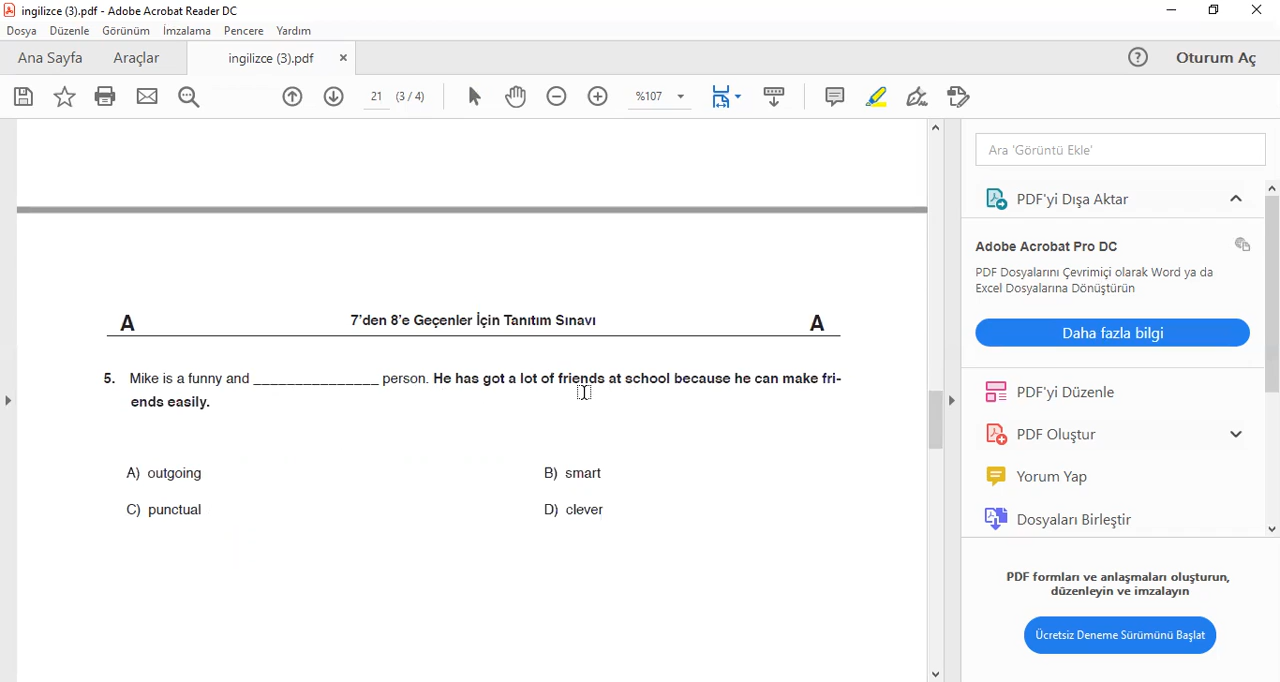 ingilizce (3).pdf - Adobe Acrobat Reader DC
Dosya Düzenle Görünüm İmzalama Pencere Yardım
Ana Sayfa Araçlar ingilizce (3).pdf × ? Oturum Aç
21 (3 / 4) %107
Ara 'Görüntü Ekle'
PDF'yi Dışa Aktar
Adobe Acrobat Pro DC
PDF Dosyalarını Çevrimiçi olarak Word ya da
Excel Dosyalarına Dönüştürün
Daha fazla bilgi
PDF'yi Düzenle
PDF Oluştur
Yorum Yap
Dosyaları Birleştir
PDF formları ve anlaşmaları oluşturun,
düzenleyin ve imzalayın
Ücretsiz Deneme Sürümünü Başlat
A 7'den 8'e Geçenler İçin Tanıtım Sınavı A
5. Mike is a funny and ________________ person. He has got a lot of friends at school because he can make fri-
ends easily.
A) outgoing B) smart
C) punctual D) clever